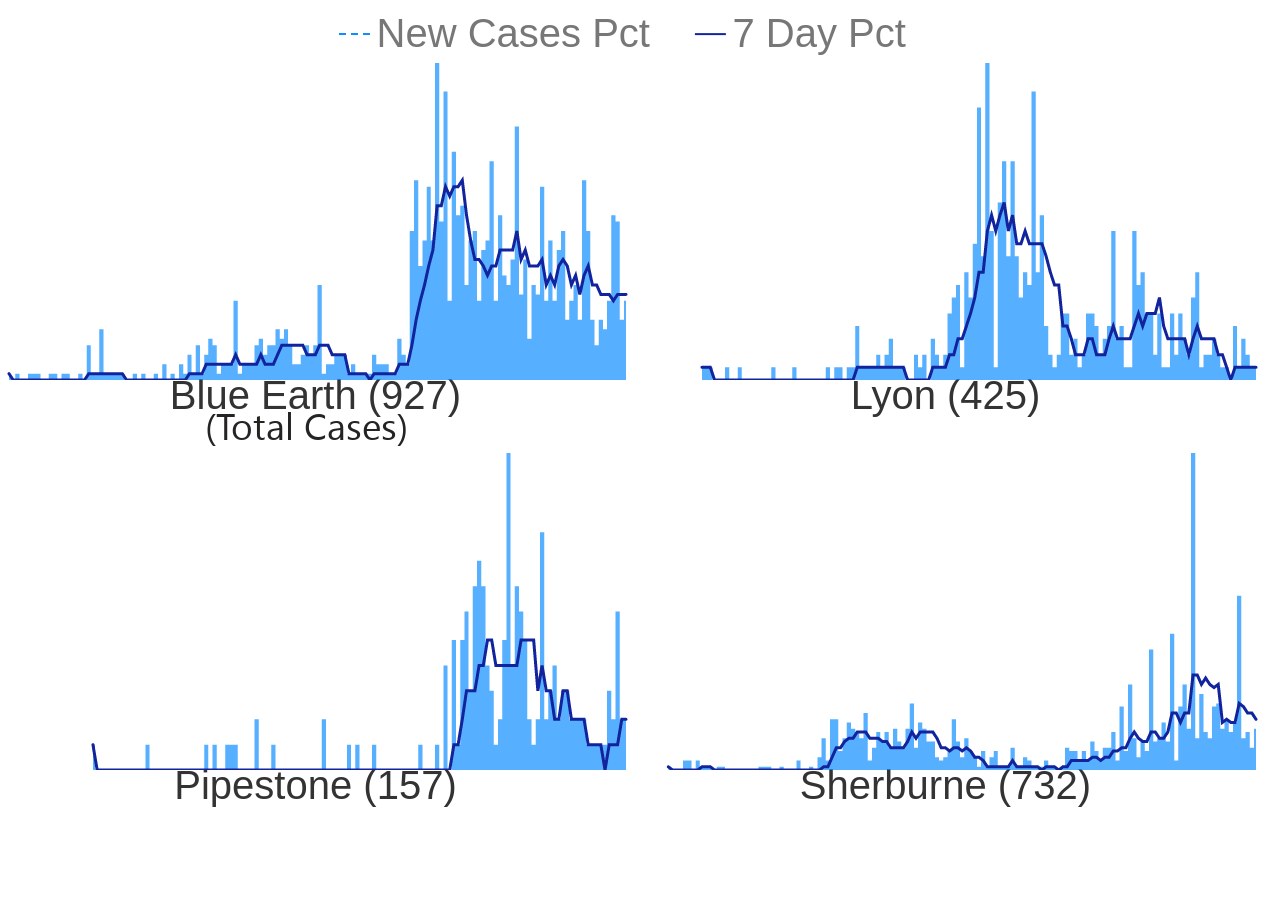 New Cases Pct 7 Day Pct
Blue Earth (927)
(Total Cases)
Lyon (425)
Pipestone (157)
Sherburne (732)